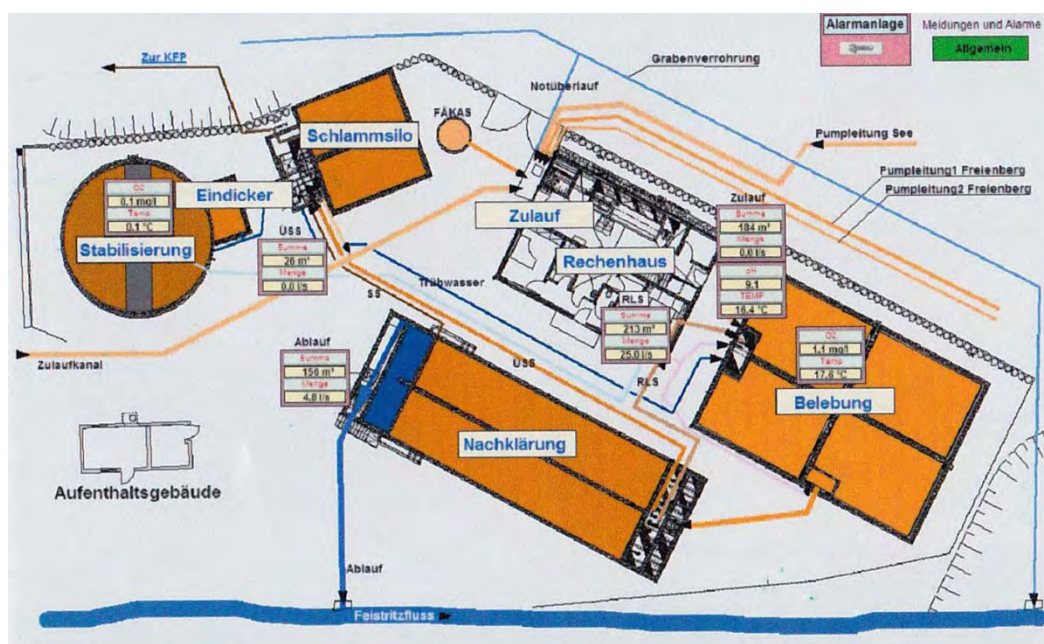 Alarmanlage
Meldungen und Alarme
Allgemein
Zur KFP
Grabenverrohrung
Notüberlauf
Schlammsilo
FÄKAS
Pumpleitung See
Pumpleitung1 Freienberg
Pumpleitung2 Freienberg
O2
0,1 mg/l
Temp
0,1 °C
Eindicker
Stabilisierung
ÜSS
Summe
26 m³
Menge
0,0 l/s
Zulauf
Rechenhaus
Zulauf
Summe
184 m³
Menge
0,0 l/s
pH
9.1
TEMP
16.4 °C
Trübwasser
SS
RLS
Summe
213 m³
Menge
25,0 l/s
RLS
O2
1,1 mg/l
Temp
17,6 °C
Belebung
Zulaufkanal
Ablauf
Summe
156 m³
Menge
4,8 l/s
ÜSS
Nachklärung
Aufenthaltsgebäude
Ablauf
Feistritzfluss